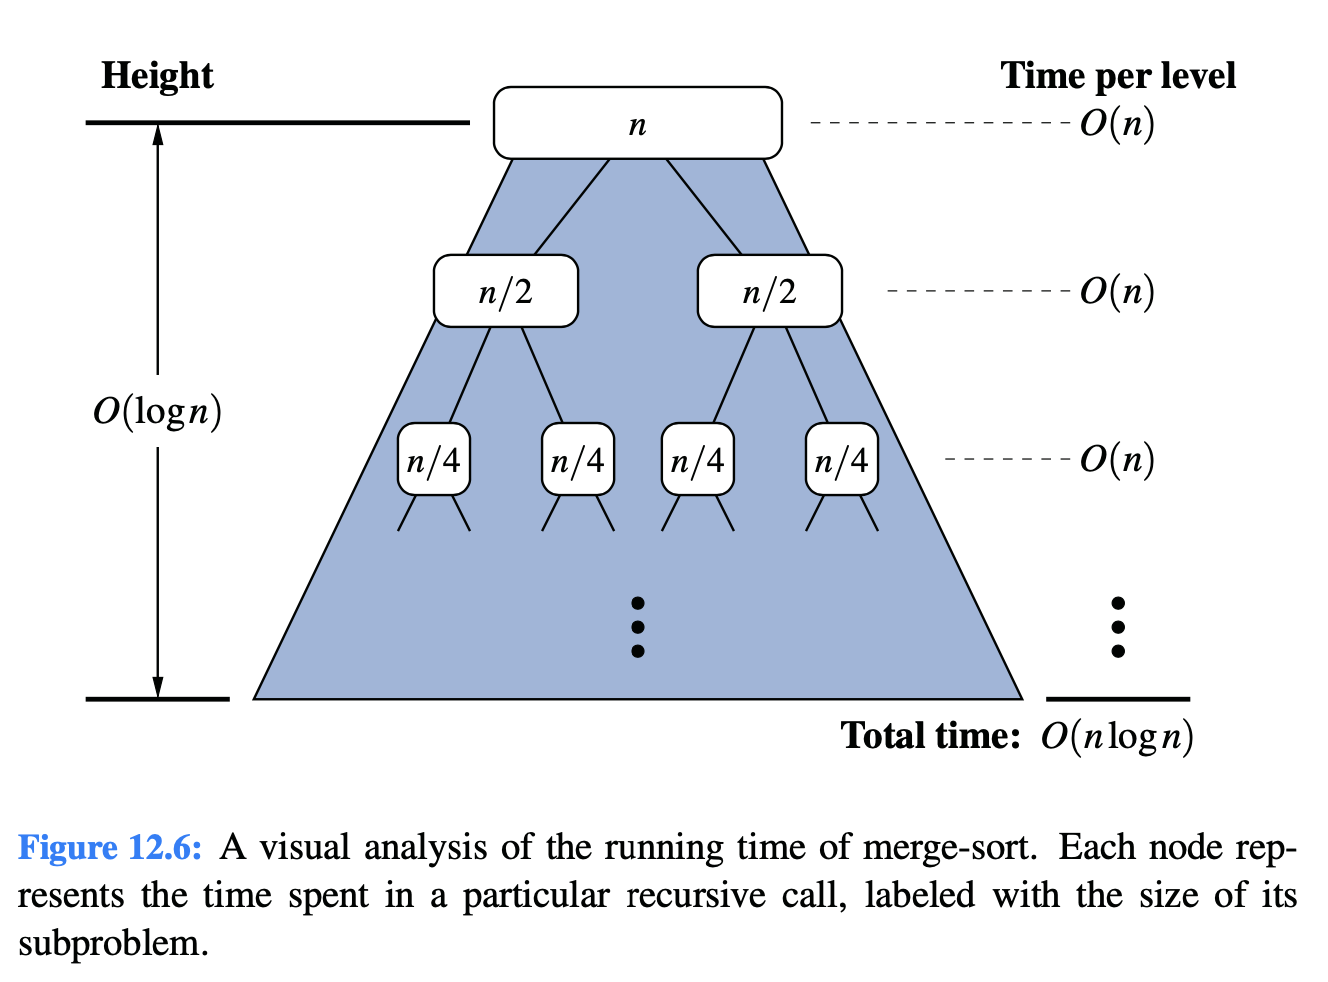 Height
Time per level
n
O(n)
n/2
n/2
O(n)
O(log n)
n/4
n/4
n/4
n/4
O(n)
Total time: O(n log n)
Figure 12.6: A visual analysis of the running time of merge-sort. Each node rep-
resents the time spent in a particular recursive call, labeled with the size of its
subproblem.